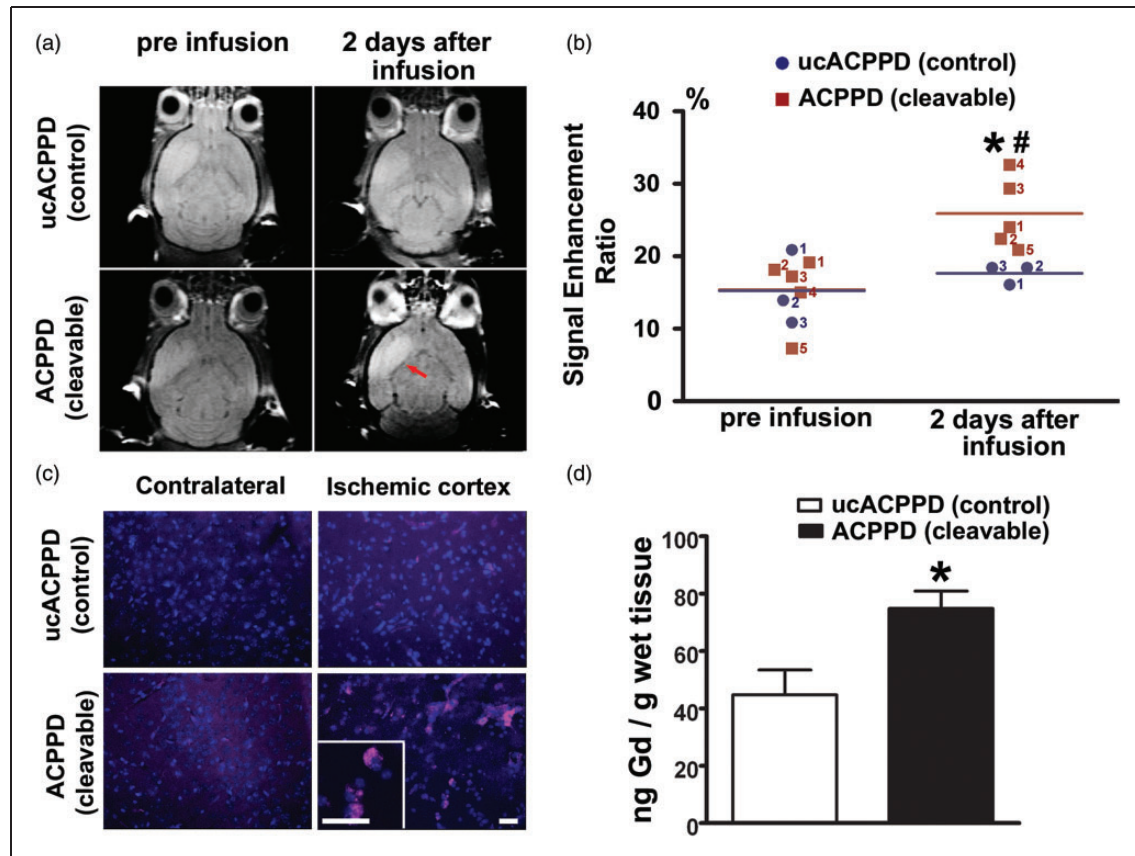 (a)
pre infusion
2 days after
infusion
ucACPPD
(control)
ACPPD
(cleavable)
(b)
ucACPPD (control)
ACPPD (cleavable)
%
Signal Enhancement
Ratio
40
30
20
10
0
1
2
1
3
4
2
3
5
* #
4
3
1
2
5
3
2
1
pre infusion
2 days after
infusion
(c)
Contralateral
Ischemic cortex
ucACPPD
(control)
ACPPD
(cleavable)
(d)
ucACPPD (control)
ACPPD (cleavable)
ng Gd / g wet tissue
100
80
60
40
20
0
*